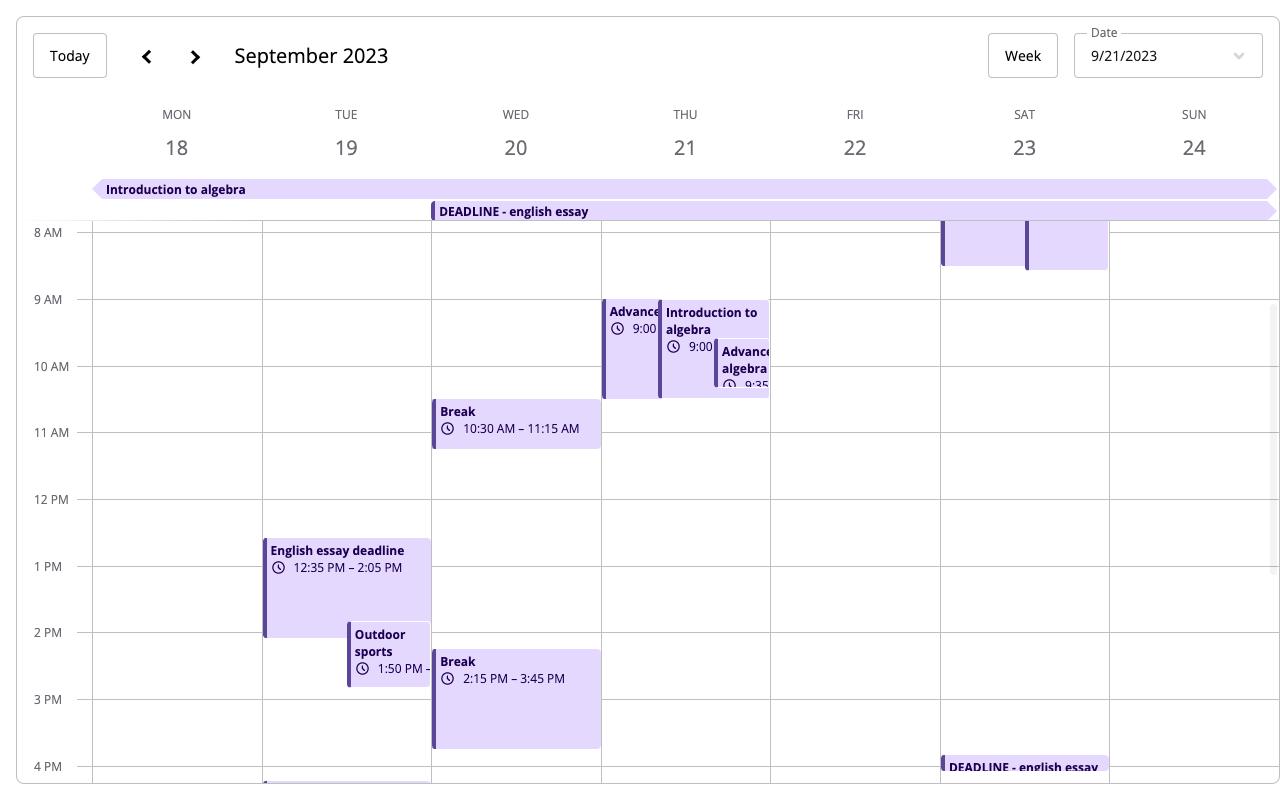 Today
September 2023
Week
Date
9/21/2023
MON
TUE
WED
THU
FRI
SAT
SUN
18
19
20
21
22
23
24
Introduction to algebra
DEADLINE - english essay
8 AM
9 AM
10 AM
11 AM
12 PM
1 PM
2 PM
3 PM
4 PM
English essay deadline
12:35 PM – 2:05 PM
Outdoor
sports
1:50 PM –
Break
10:30 AM – 11:15 AM
Break
2:15 PM – 3:45 PM
Advance
9:00
Introduction to
algebra
9:00
Advance
algebra
9:35
DEADLINE - english essay